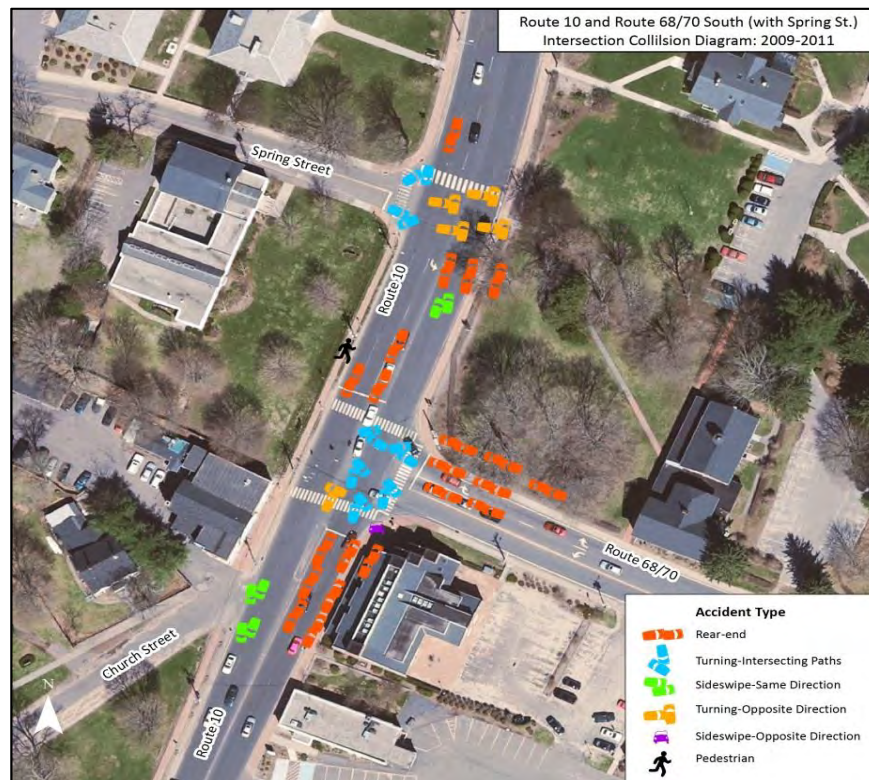 Route 10 and Route 68/70 South (with Spring St.)
Intersection Collilsion Diagram: 2009-2011
Spring Street
Route 10
Route 68/70
Church Street
N
Route 10
Accident Type
Rear-end
Turning-Intersecting Paths
Sideswipe-Same Direction
Turning-Opposite Direction
Sideswipe-Opposite Direction
Pedestrian